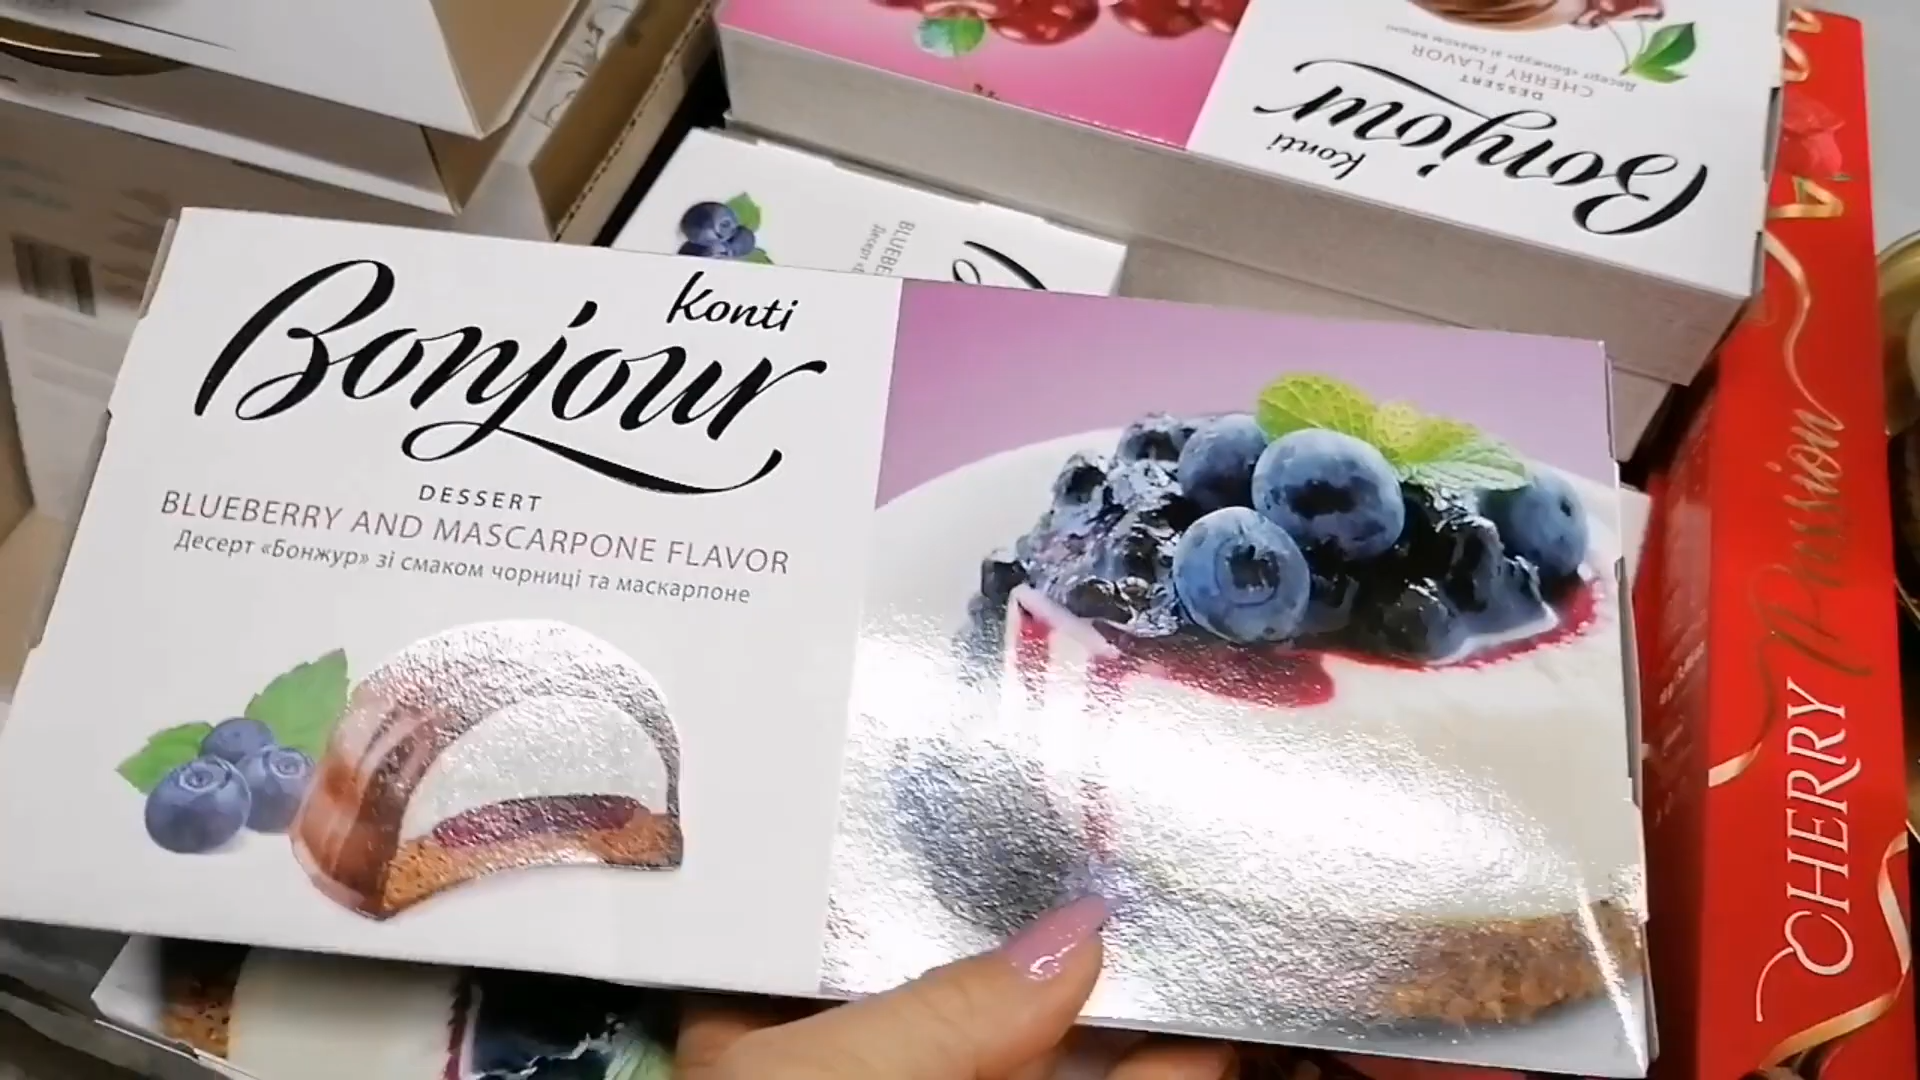 Konti
Bonjour
DESSERT
BLUEBERRY AND MASCARPONE FLAVOR
Десерт «Бонжур» зі смаком чорниці та маскарпоне
Konti
Bonjour
DESSERT
CHERRY FLAVOR
Десерт «Бонжур» зі смаком вишні
CHERRY Passion